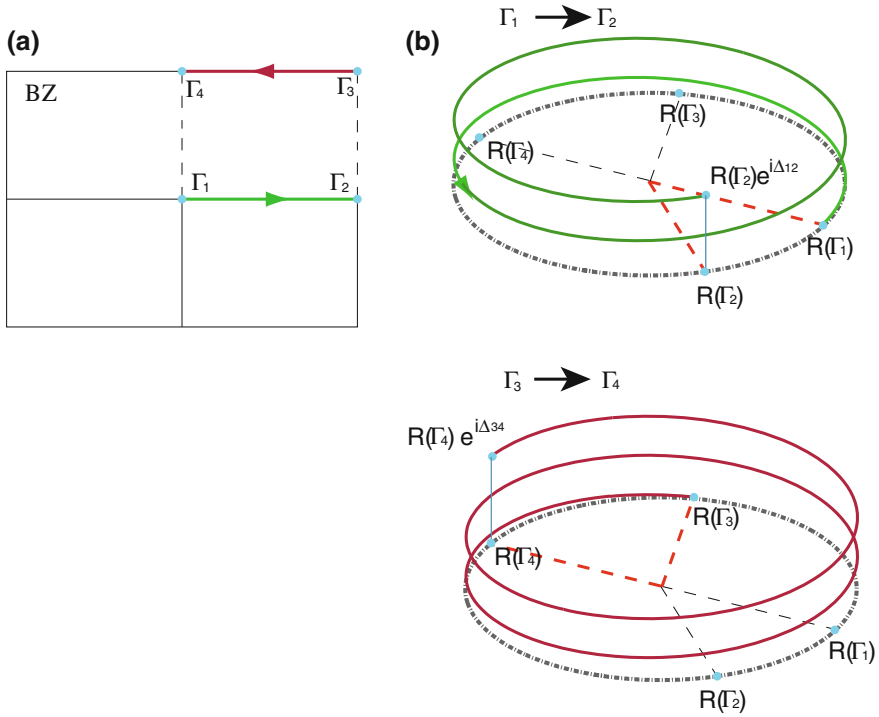 (a)
BZ
Γ4
Γ3
Γ1
Γ2
(b)
Γ1 Γ2
R(Γ3)
R(Γ4)
R(Γ2)e^iΔ12
R(Γ1)
R(Γ2)
Γ3 Γ4
R(Γ4) e^iΔ34
R(Γ3)
R(Γ4)
R(Γ1)
R(Γ2)